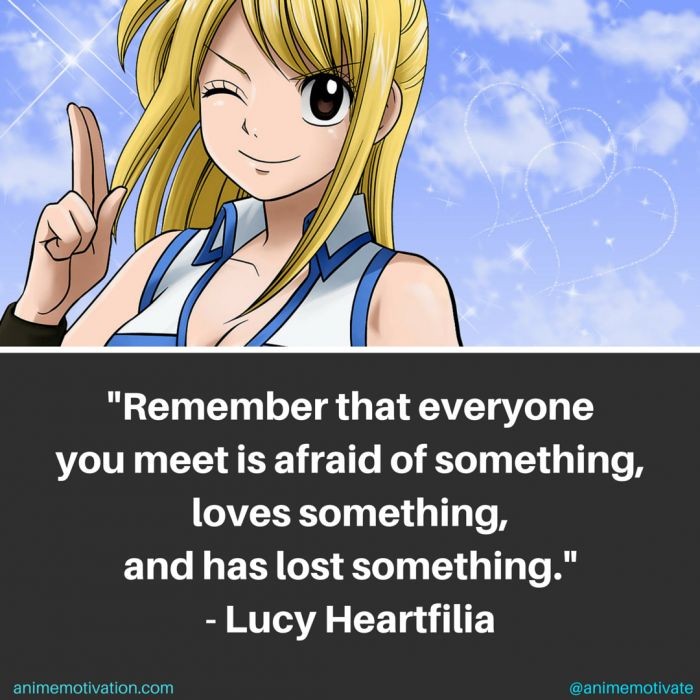 "Remember that everyone
you meet is afraid of something,
loves something,
and has lost something."
- Lucy Heartfilia
animemotivation.com
@animemotivate